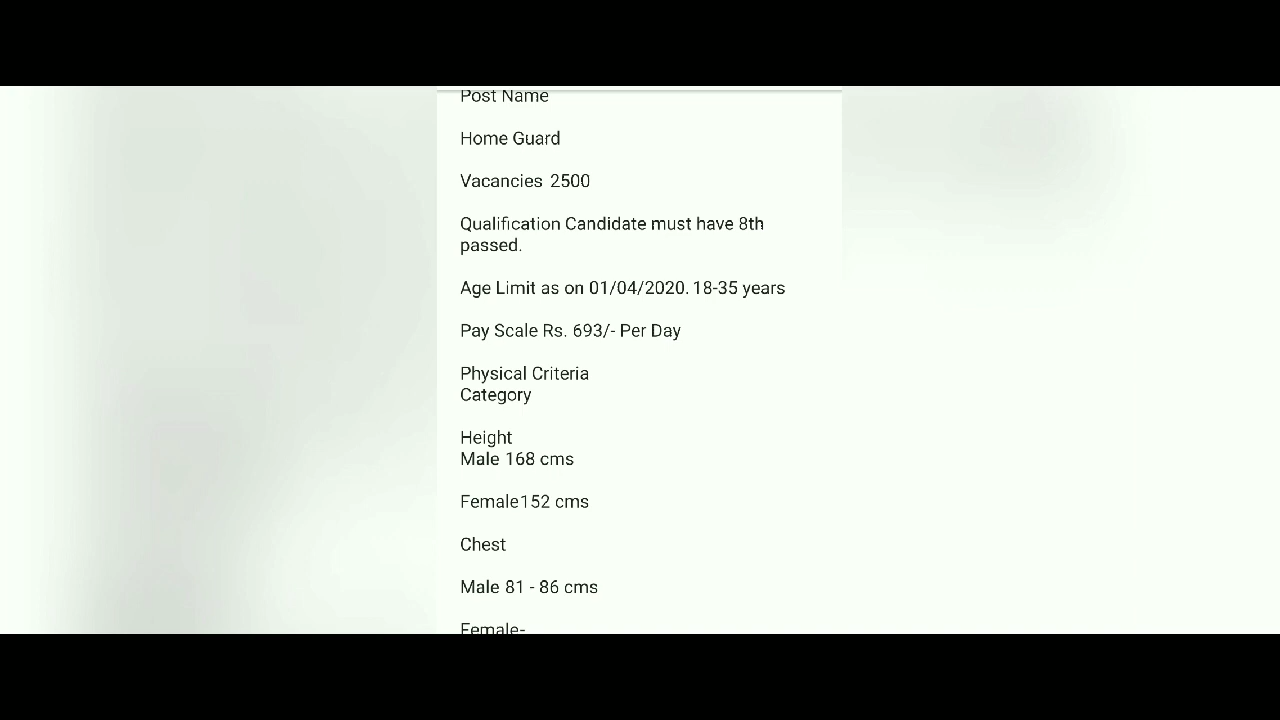 Post Name
Home Guard
Vacancies 2500
Qualification Candidate must have 8th
passed.
Age Limit as on 01/04/2020. 18-35 years
Pay Scale Rs. 693/- Per Day
Physical Criteria
Category
Height
Male 168 cms
Female152 cms
Chest
Male 81 - 86 cms
Female-